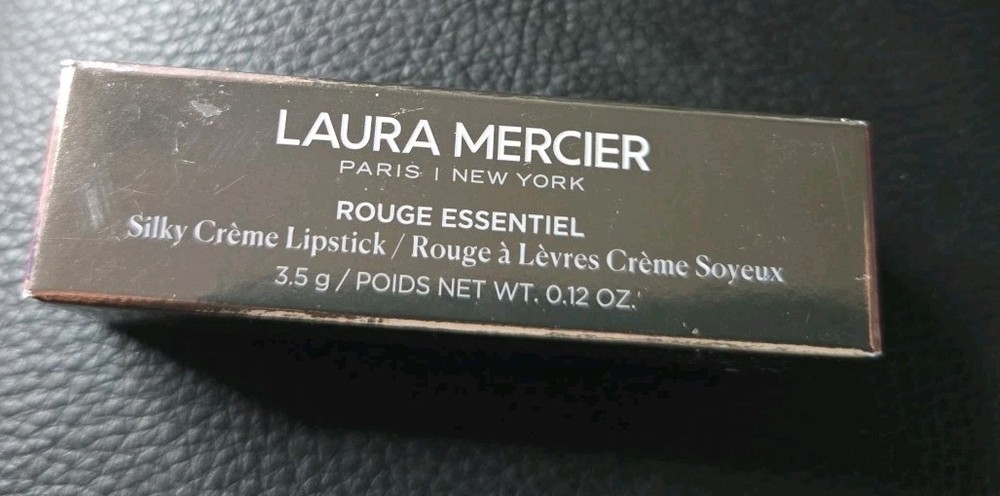 LAURA MERCIER
PARIS | NEW YORK
ROUGE ESSENTIEL
Silky Crème Lipstick / Rouge à Lèvres Crème Soyeux
3.5 g / POIDS NET WT. 0.12 OZ.